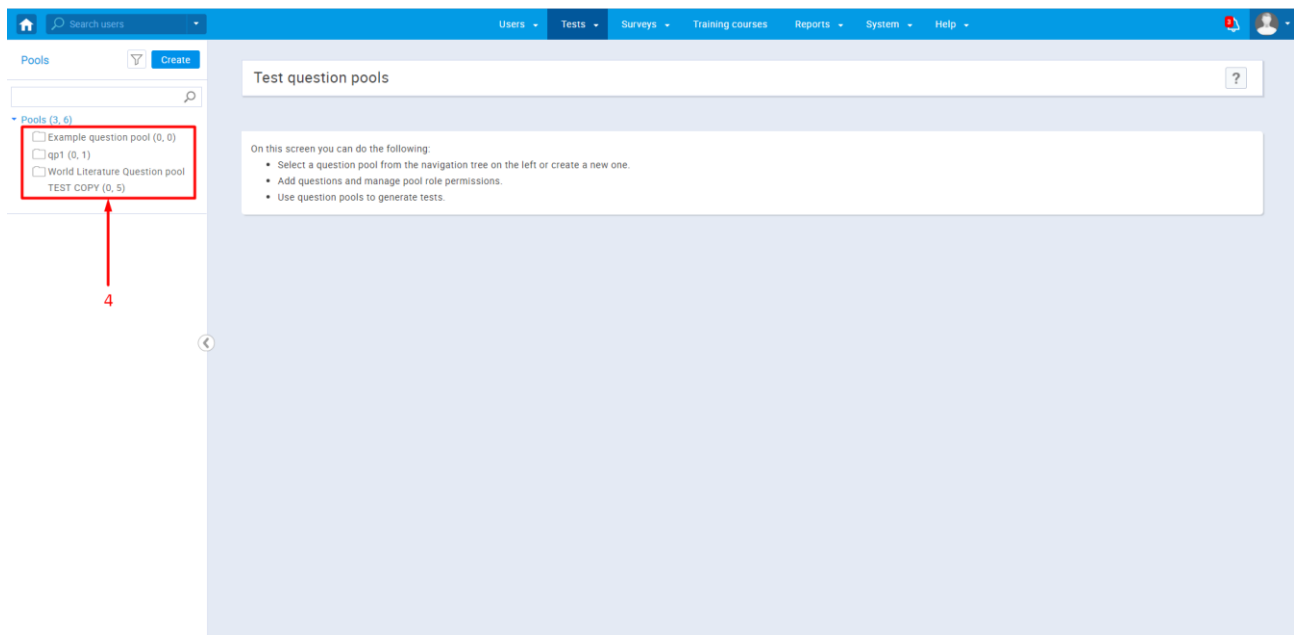 Search users
Users Tests Surveys Training courses Reports System Help
3
Pools
Create
Test question pools
?
Pools (3, 6)
Example question pool (0, 0)
qp1 (0, 1)
World Literature Question pool
TEST COPY (0, 5)
4
On this screen you can do the following:
• Select a question pool from the navigation tree on the left or create a new one.
• Add questions and manage pool role permissions.
• Use question pools to generate tests.